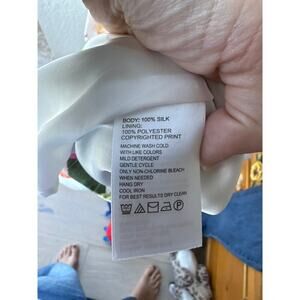 BODY: 100% SILK
LINING:
100% POLYESTER
COPYRIGHTED PRINT
MACHINE WASH COLD
WITH LIKE COLORS
MILD DETERGENT
GENTLE CYCLE
ONLY NON-CHLORINE BLEACH
WHEN NEEDED
HANG DRY
COOL IRON
FOR BEST RESULTS DRY CLEAN